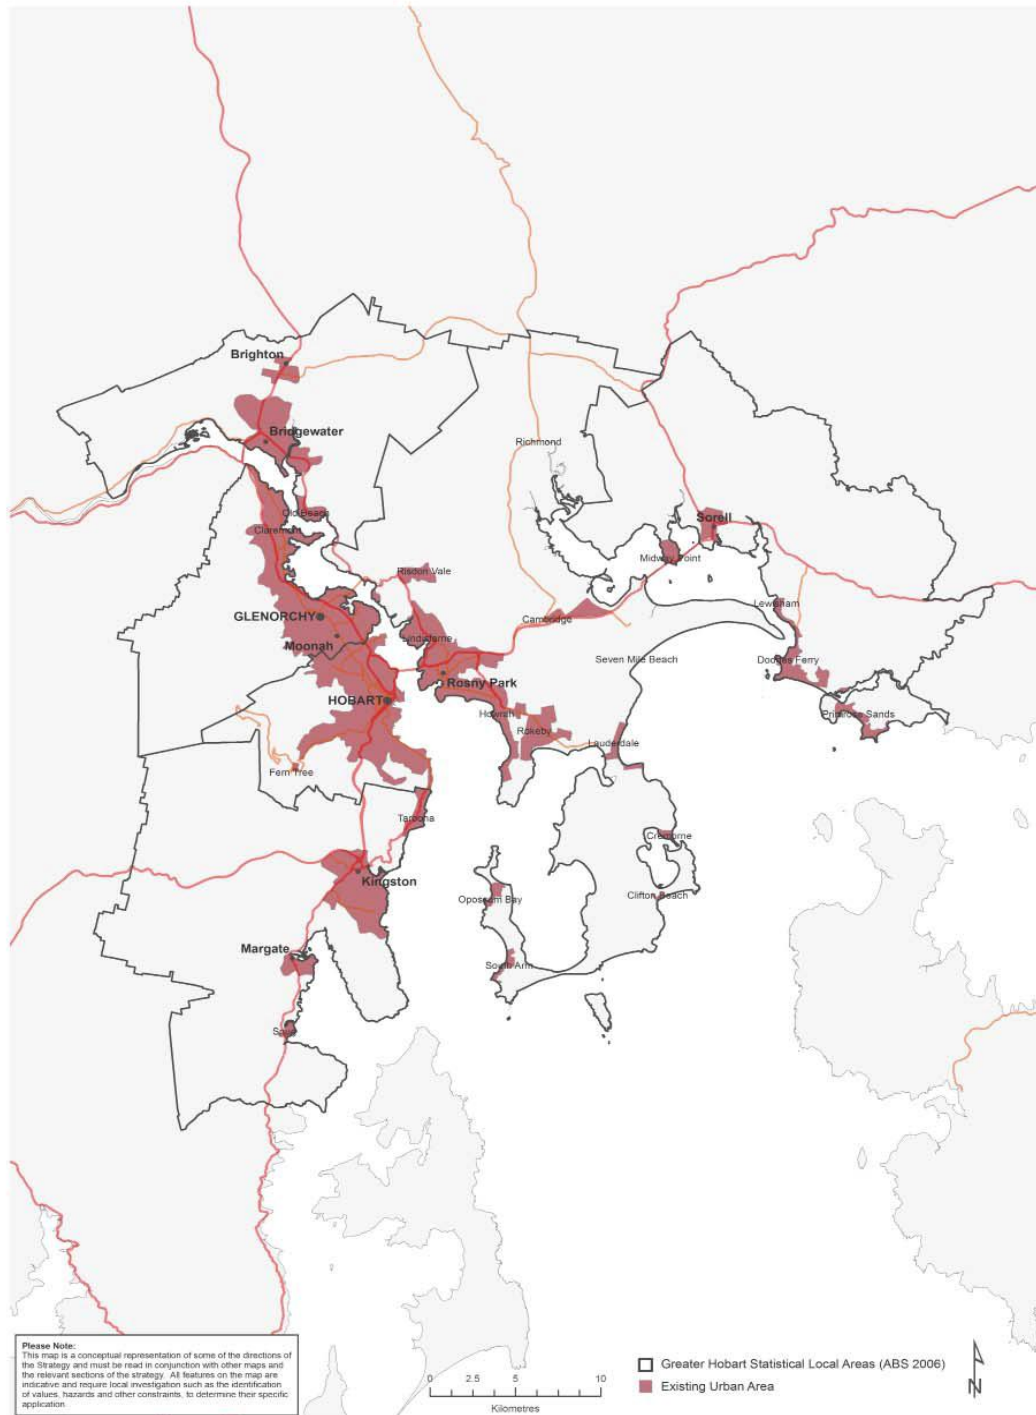 Brighton
Bridgewater
Richmond
Old Beach
Sorell
Claremont
Midway Point
Risdon Vale
Lewisham
GLENORCHY
Cambridge
Lindisfarne
Moonah
Seven Mile Beach
Dodges Ferry
Rosny Park
HOBART
Howrah
Primrose Sands
Rokeby
Lauderdale
Fern Tree
Taroona
Cremorne
Kingston
Clifton Beach
Opossum Bay
Margate
South Arm
Snug
Please Note:
This map is a conceptual representation of some of the directions of
the Strategy and must be read in conjunction with other maps and
the relevant sections of the strategy. All features on the map are
indicative and require local investigation such as the identification
of values, hazards and other constraints, to determine their specific
application.
Greater Hobart Statistical Local Areas (ABS 2006)
Existing Urban Area
0 2.5 5 10
Kilometres
N